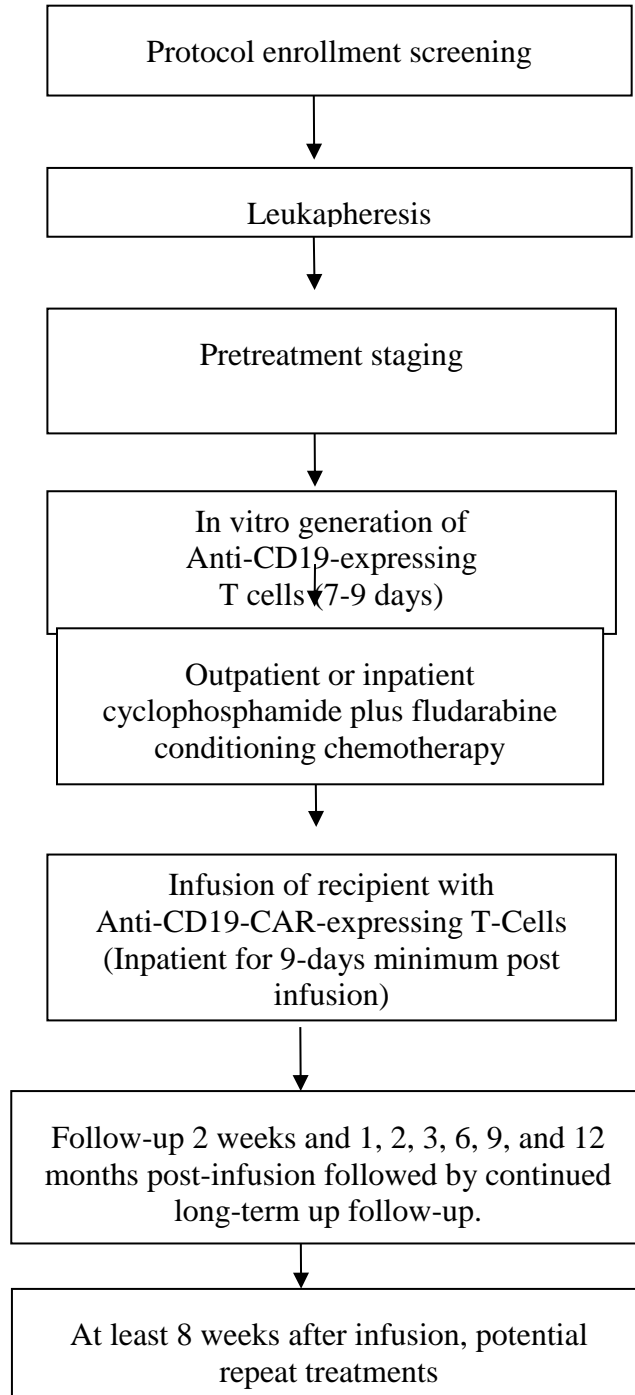 Protocol enrollment screening
Leukapheresis
Pretreatment staging
In vitro generation of
Anti-CD19-expressing
T cells (7-9 days)
Outpatient or inpatient
cyclophosphamide plus fludarabine
conditioning chemotherapy
Infusion of recipient with
Anti-CD19-CAR-expressing T-Cells
(Inpatient for 9-days minimum post
infusion)
Follow-up 2 weeks and 1, 2, 3, 6, 9, and 12
months post-infusion followed by continued
long-term up follow-up.
At least 8 weeks after infusion, potential
repeat treatments